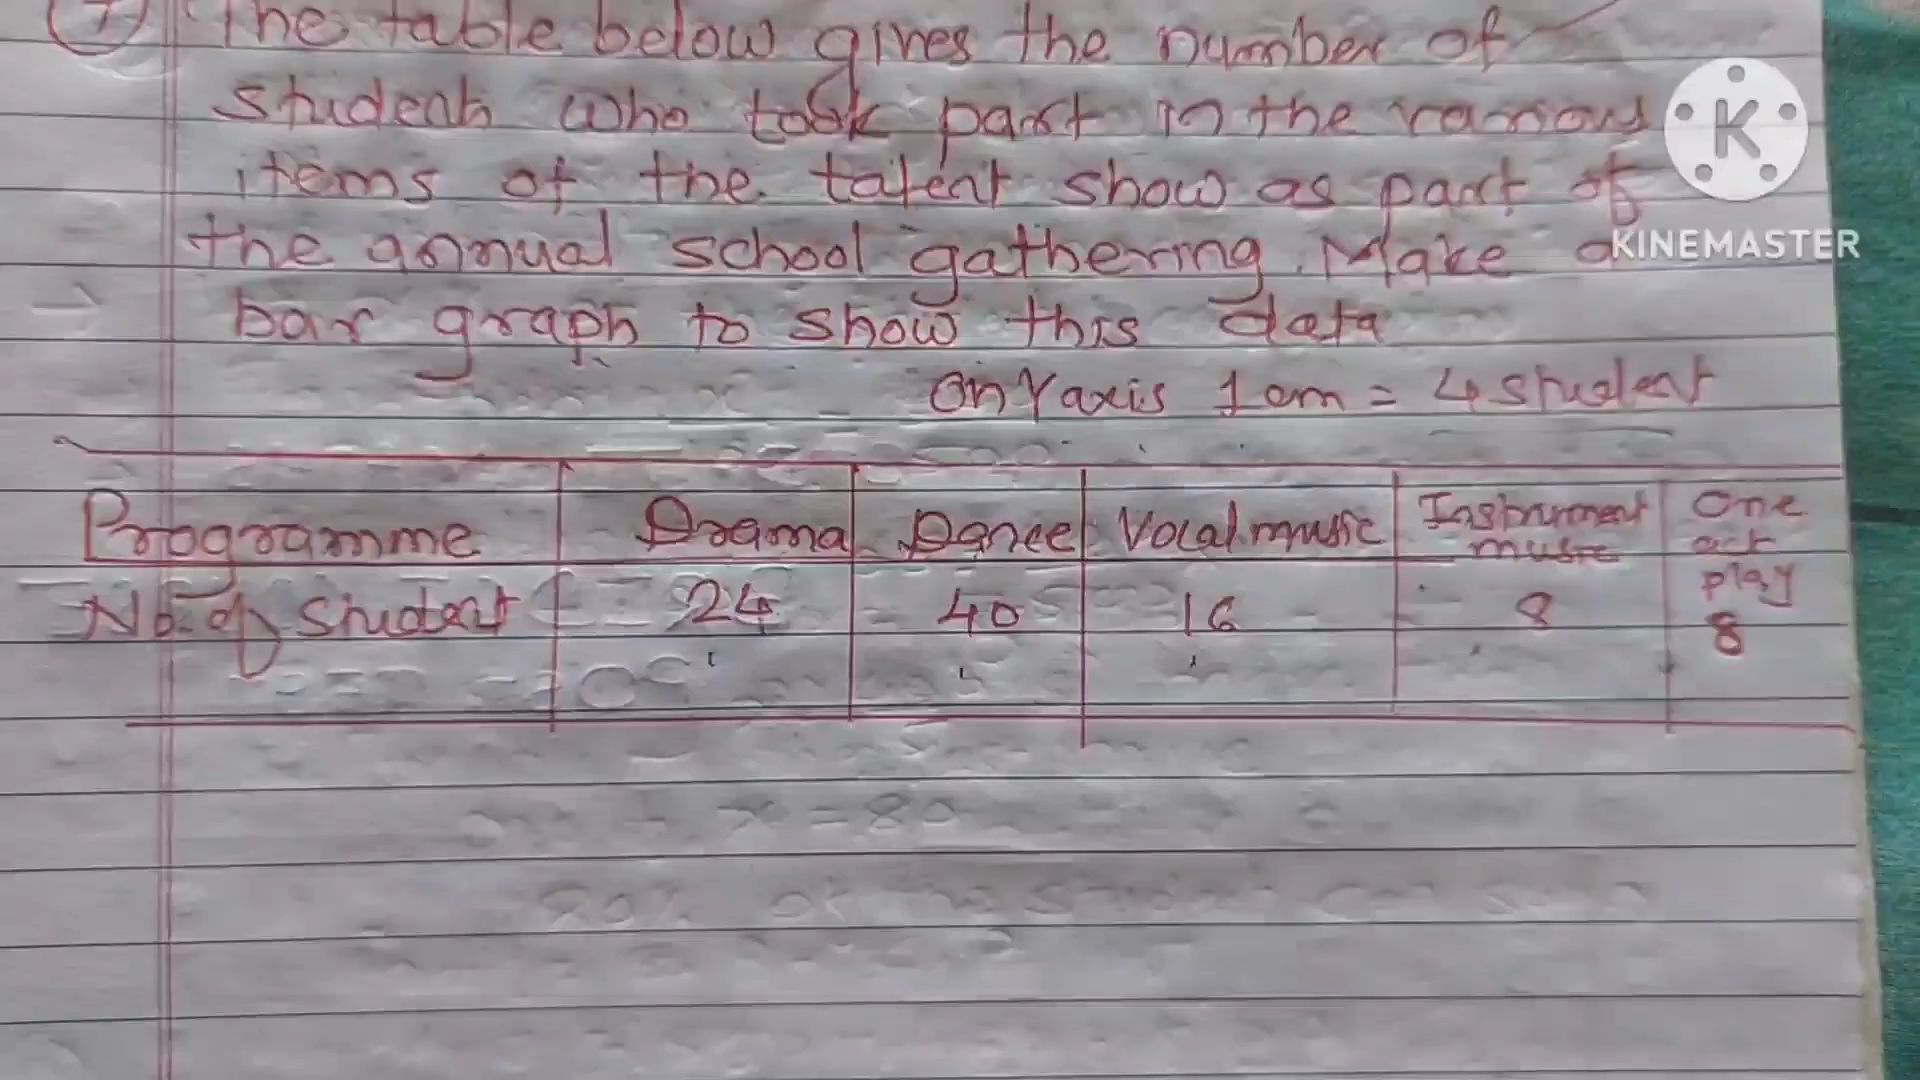 7) The table below gives the number of
students who took part in the various
items of the talent show as part of
the annual school gathering. Make a
bar graph to show this data
On Y axis 1 cm = 4 student
Programme Drama Dance Vocal music Instrument music One act play
No. of Student 24 40 16 8 8
K
KINEMASTER